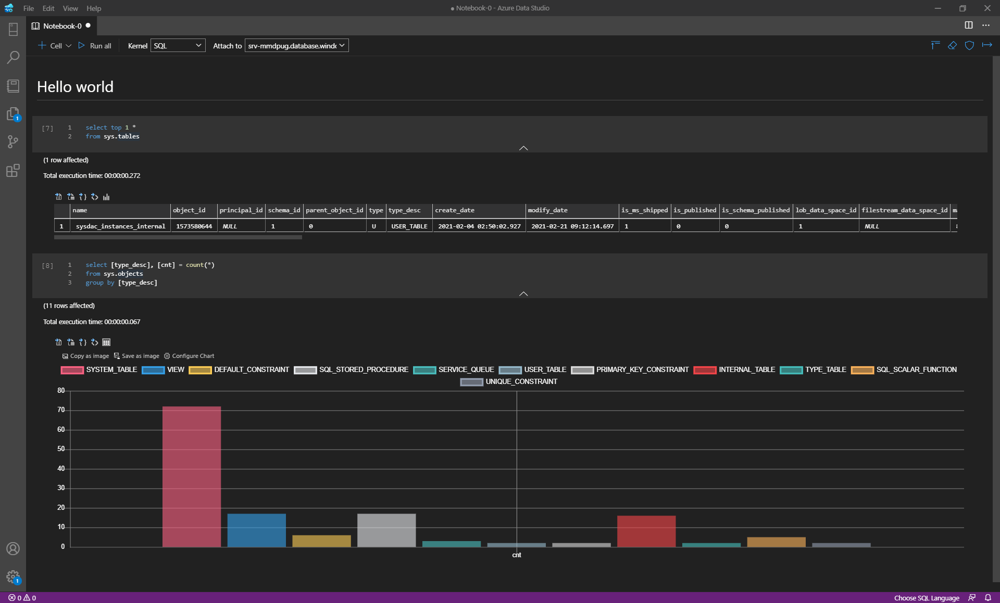 File Edit View Help
● Notebook-0 - Azure Data Studio
Notebook-0
Cell Run all Kernel SQL Attach to srv-mmdpug.database.wind
Hello world
[7] 1 select top 1 *
2 from sys.tables
(1 row affected)
Total execution time: 00:00:00.272
name object_id principal_id schema_id parent_object_id type type_desc create_date modify_date is_ms_shipped is_published is_schema_published lob_data_space_id filestream_data_space_id
1 sysdac_instances_internal 1573580644 NULL 1 0 U USER_TABLE 2021-02-04 02:50:02.927 2021-02-21 09:12:14.697 1 0 0 1 NULL
[8] 1 select [type_desc], [cnt] = count(*)
2 from sys.objects
3 group by [type_desc]
(11 rows affected)
Total execution time: 00:00:00.067
Copy as image Save as image Configure Chart
SYSTEM_TABLE VIEW DEFAULT_CONSTRAINT SQL_STORED_PROCEDURE SERVICE_QUEUE USER_TABLE PRIMARY_KEY_CONSTRAINT INTERNAL_TABLE TYPE_TABLE SQL_SCALAR_FUNCTION
UNIQUE_CONSTRAINT
80
70
60
50
40
30
20
10
0
cnt
1
1
0 0
Choose SQL Language